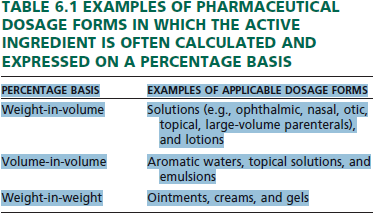 TABLE 6.1 EXAMPLES OF PHARMACEUTICAL
DOSAGE FORMS IN WHICH THE ACTIVE
INGREDIENT IS OFTEN CALCULATED AND
EXPRESSED ON A PERCENTAGE BASIS
PERCENTAGE BASIS EXAMPLES OF APPLICABLE DOSAGE FORMS
Weight-in-volume Solutions (e.g., ophthalmic, nasal, otic,
topical, large-volume parenterals),
and lotions
Volume-in-volume Aromatic waters, topical solutions, and
emulsions
Weight-in-weight Ointments, creams, and gels